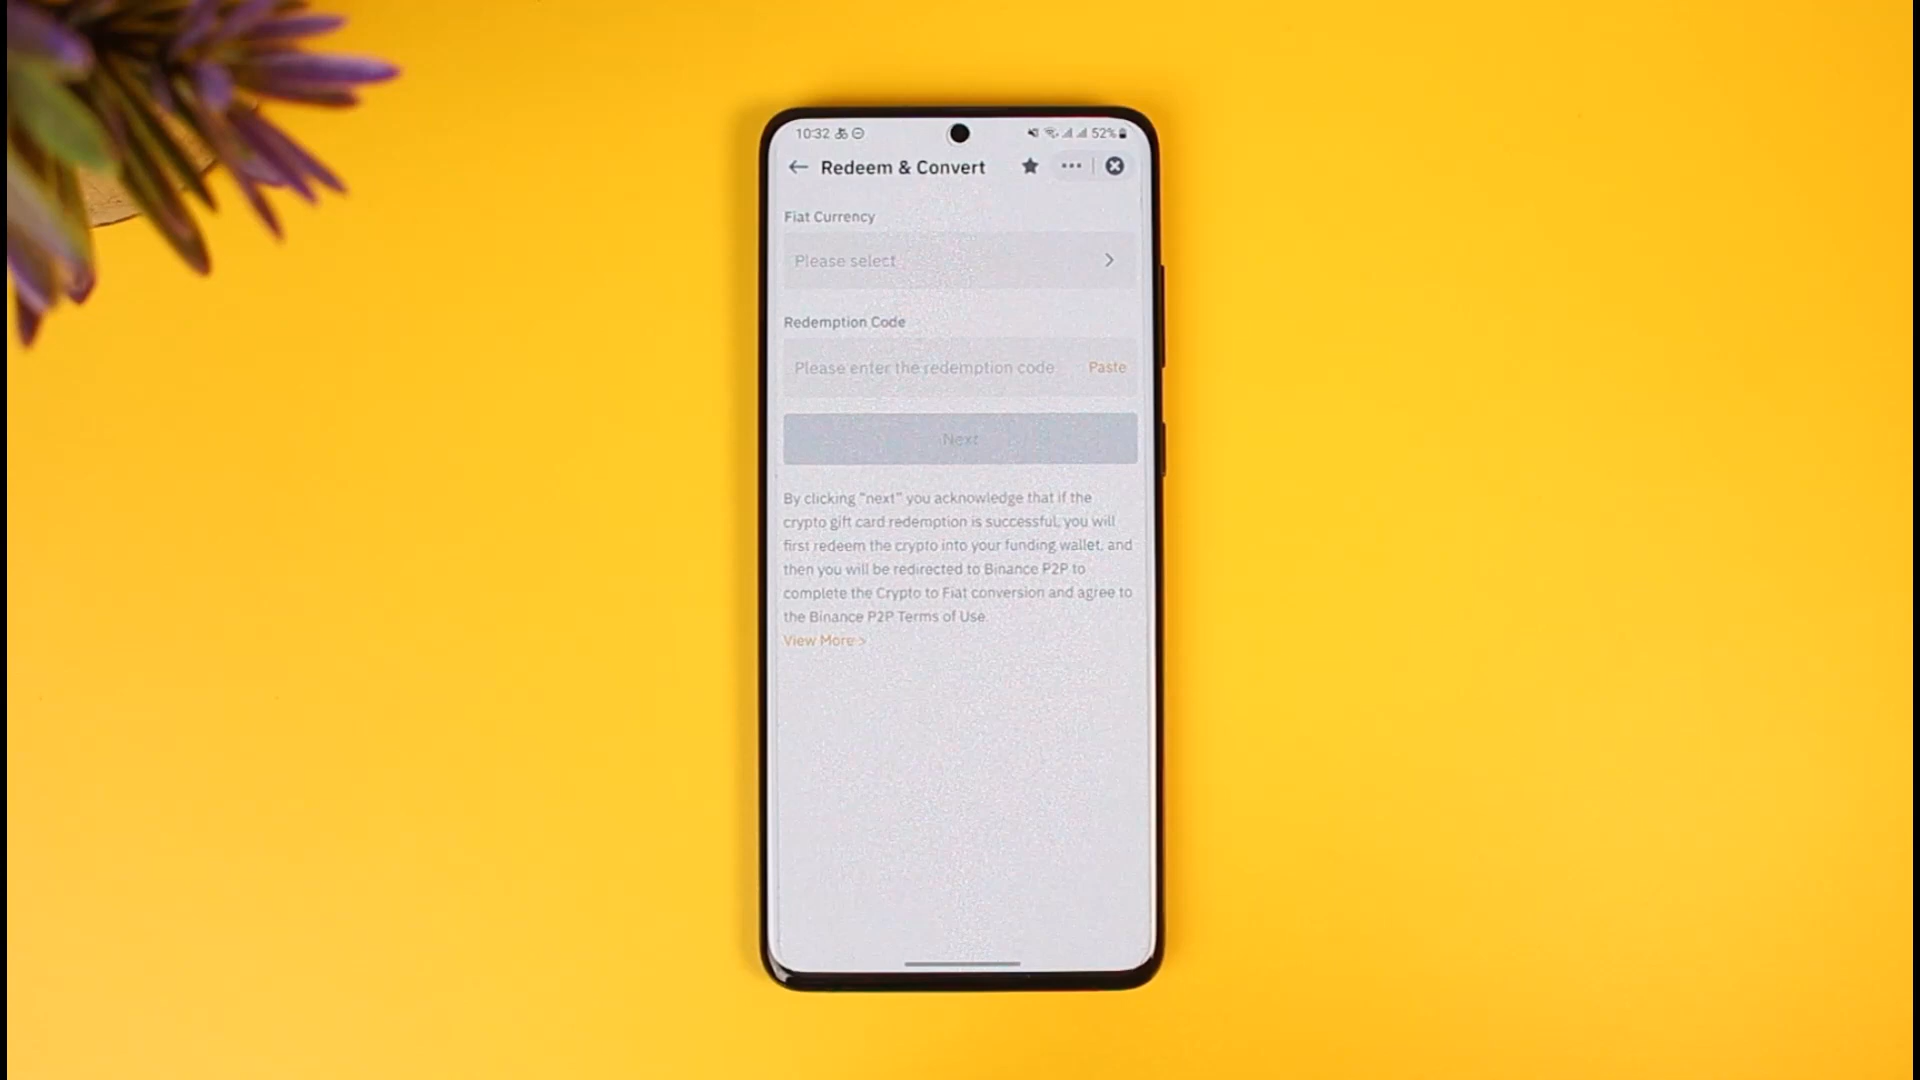 10:32 52%
Redeem & Convert
Fiat Currency
Please select
Redemption Code
Please enter the redemption code Paste
Next
By clicking "next" you acknowledge that if the
crypto gift card redemption is successful, you will
first redeem the crypto into your funding wallet, and
then you will be redirected to Binance P2P to
complete the Crypto to Fiat conversion and agree to
the Binance P2P Terms of Use.
View More >